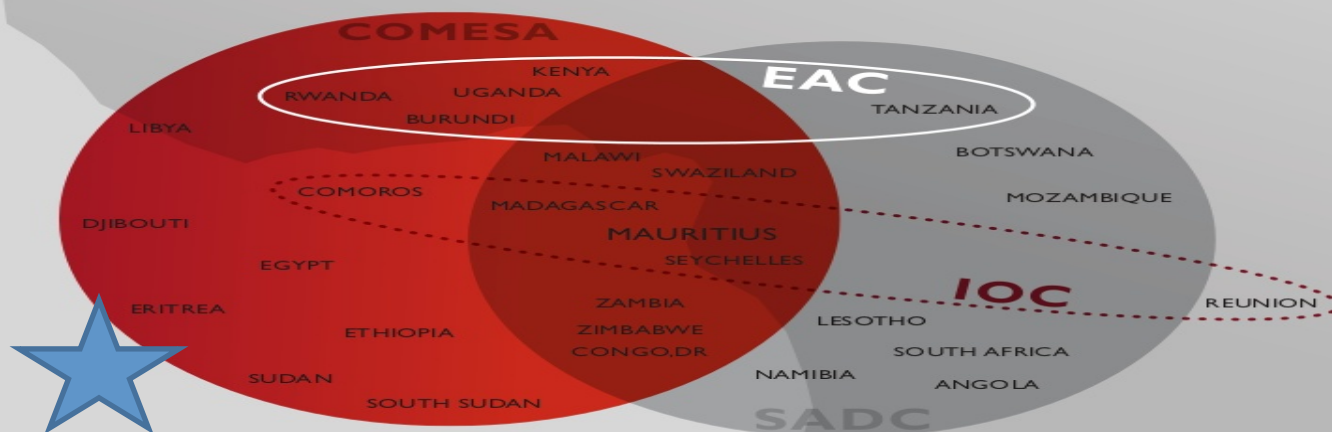 COMESA
KENYA
EAC
RWANDA
UGANDA
TANZANIA
BURUNDI
LIBYA
BOTSWANA
MALAWI
SWAZILAND
COMOROS
MOZAMBIQUE
MADAGASCAR
DJIBOUTI
MAURITIUS
SEYCHELLES
EGYPT
IOC
REUNION
ZAMBIA
ERITREA
LESOTHO
ZIMBABWE
ETHIOPIA
CONGO,DR
SOUTH AFRICA
NAMIBIA
SUDAN
ANGOLA
SOUTH SUDAN
SADC